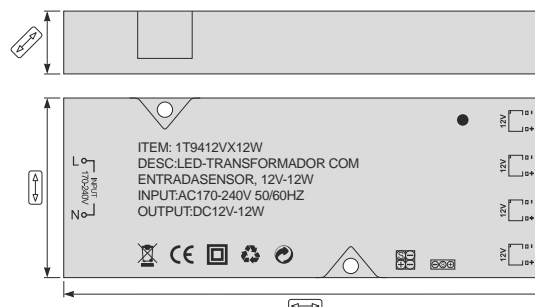 ITEM: 1T9412VX12W
DESC:LED-TRANSFORMADOR COM
ENTRADASENSOR, 12V-12W
INPUT:AC170-240V 50/60HZ
OUTPUT:DC12V-12W
L
INPUT
170-240V
N
CE
12V
12V
12V
12V
S